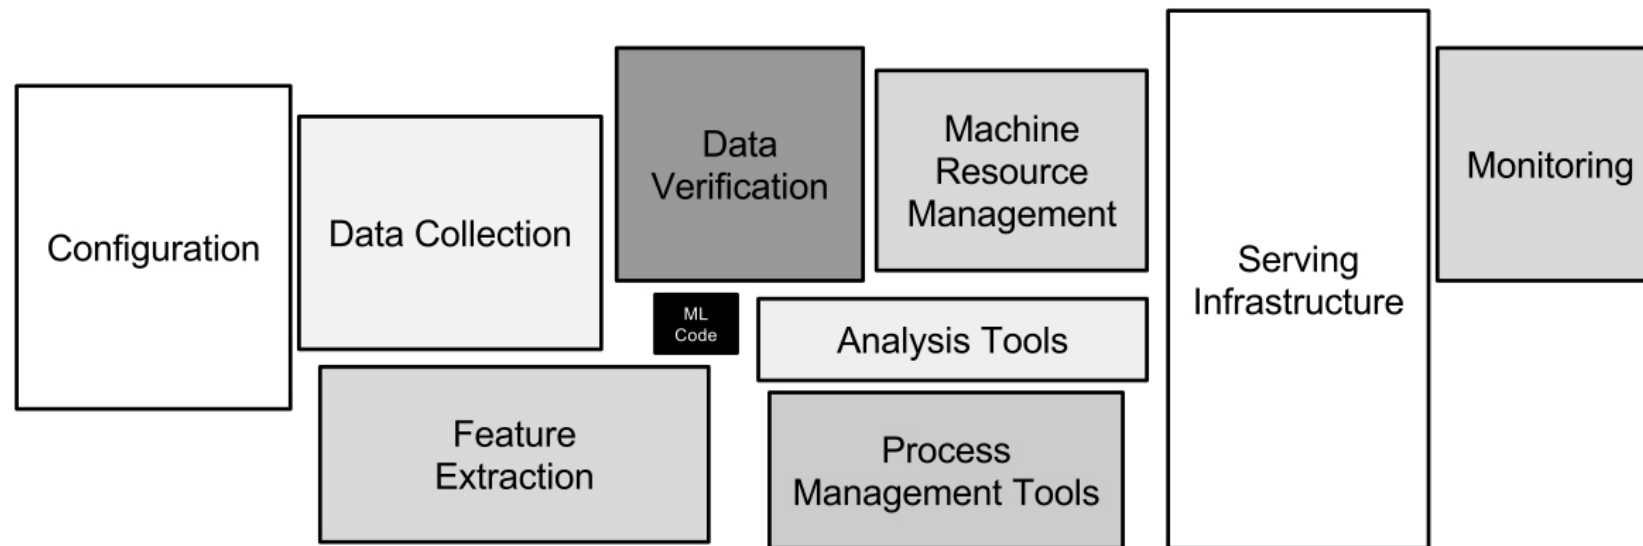 Configuration
Data Collection
Data
Verification
Machine
Resource
Management
Monitoring
Serving
Infrastructure
ML
Code
Analysis Tools
Feature
Extraction
Process
Management Tools